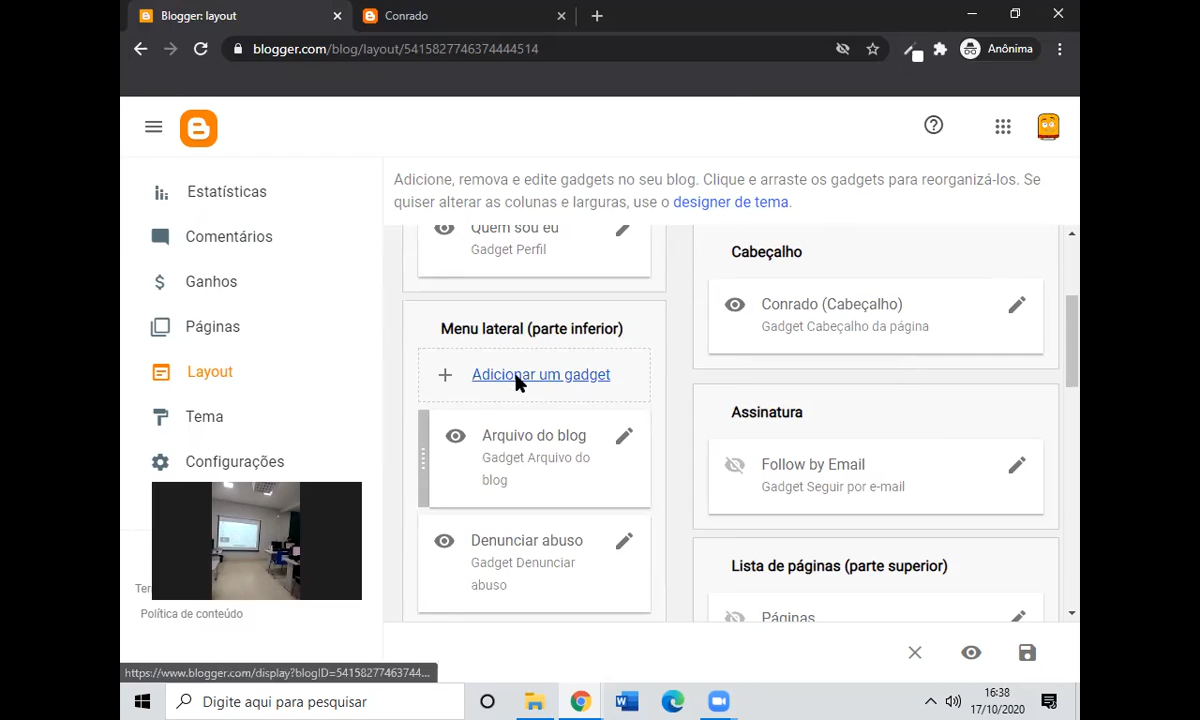 Blogger: layout
Conrado
blogger.com/blog/layout/5415827746374444514
Anônima
Estatísticas
Comentários
Ganhos
Páginas
Layout
Tema
Configurações
Ter
Política de conteúdo
Adicione, remova e edite gadgets no seu blog. Clique e arraste os gadgets para reorganizá-los. Se
quiser alterar as colunas e larguras, use o designer de tema.
Quem sou eu
Gadget Perfil
Menu lateral (parte inferior)
Adicionar um gadget
Arquivo do blog
Gadget Arquivo do
blog
Denunciar abuso
Gadget Denunciar
abuso
Cabeçalho
Conrado (Cabeçalho)
Gadget Cabeçalho da página
Assinatura
Follow by Email
Gadget Seguir por e-mail
Lista de páginas (parte superior)
Páginas
https://www.blogger.com/display?blogID=54158277463744...
Digite aqui para pesquisar
16:38
17/10/2020